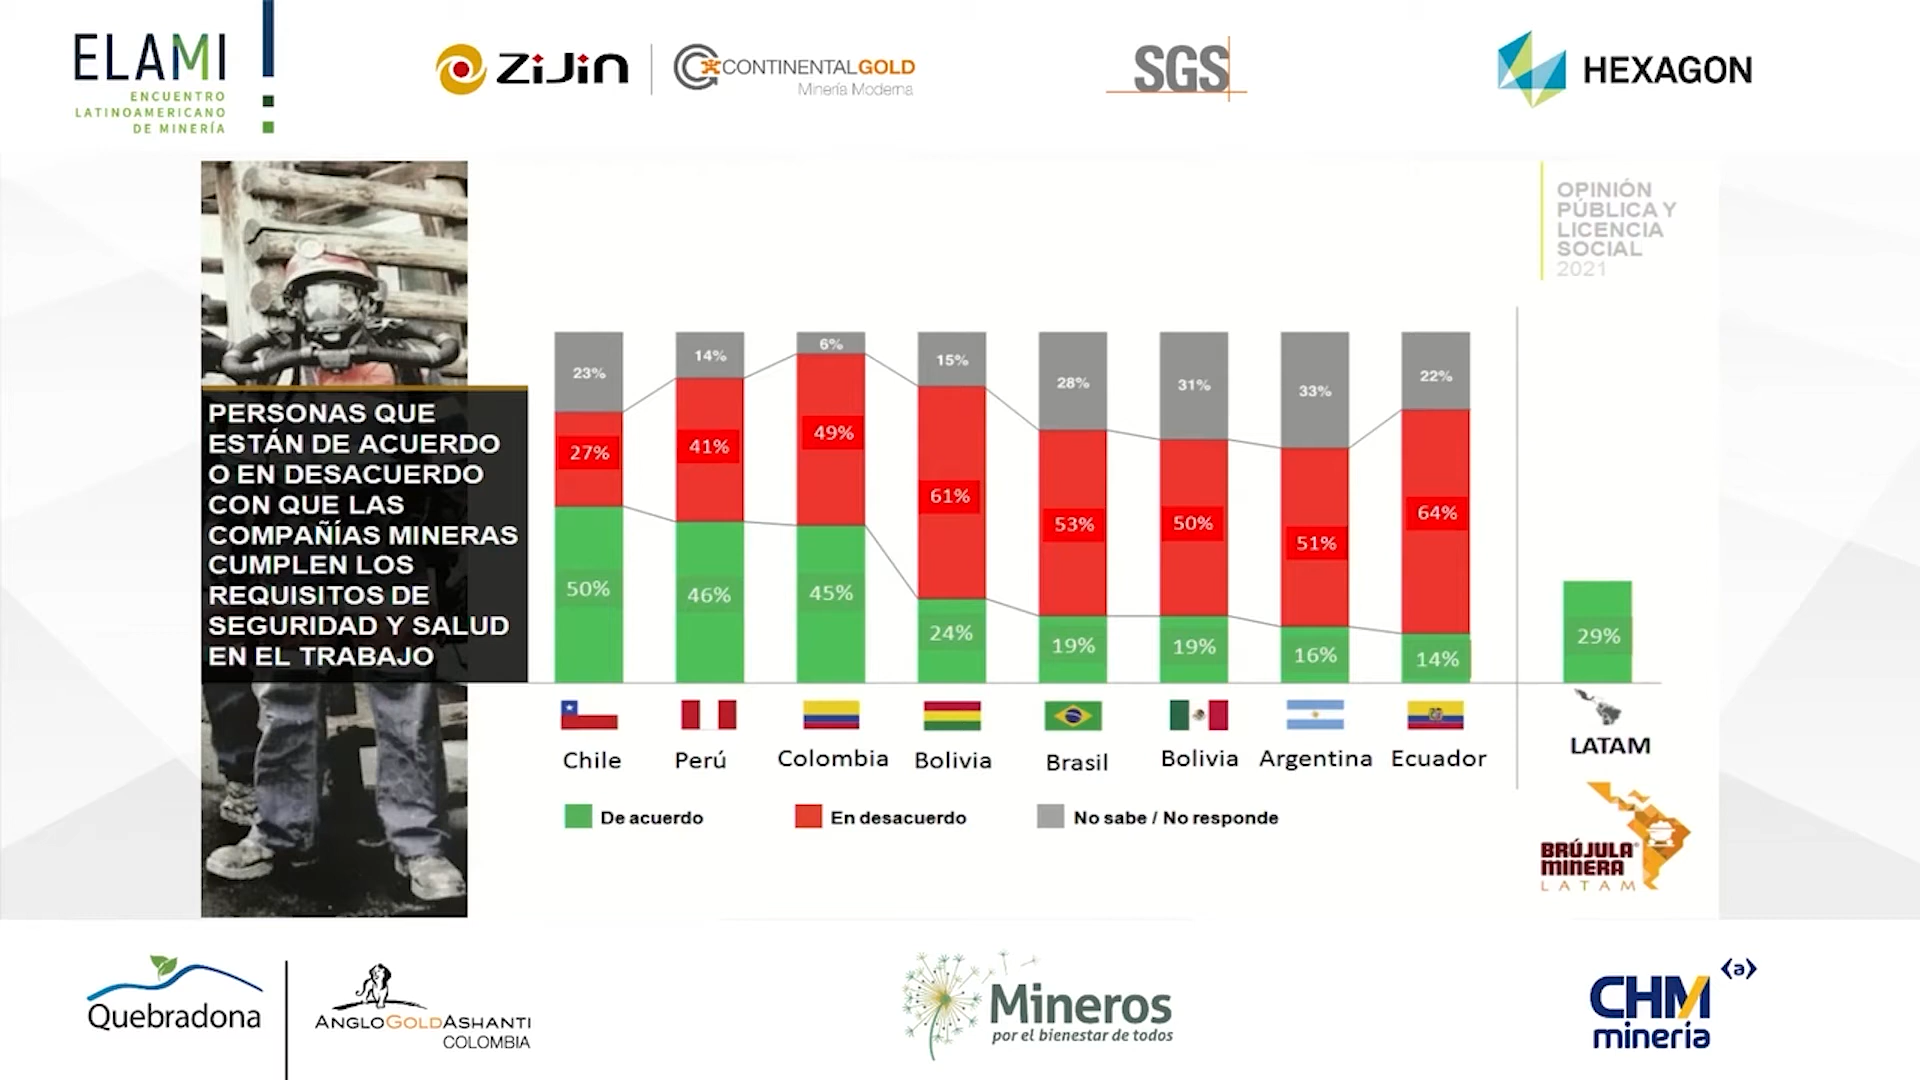 ELAMI
ENCUENTRO
LATINOAMERICANO
DE MINERÍA
ZiJin
CONTINENTALGOLD
Minería Moderna
SGS
HEXAGON
OPINIÓN
PÚBLICA Y
LICENCIA
SOCIAL
2021
PERSONAS QUE
ESTÁN DE ACUERDO
O EN DESACUERDO
CON QUE LAS
COMPAÑÍAS MINERAS
CUMPLEN LOS
REQUISITOS DE
SEGURIDAD Y SALUD
EN EL TRABAJO
23% 14% 6% 15% 28% 31% 33% 22%
27% 41% 49% 61% 53% 50% 51% 64%
50% 46% 45% 24% 19% 19% 16% 14% 29%
Chile Perú Colombia Bolivia Brasil Bolivia Argentina Ecuador LATAM
De acuerdo En desacuerdo No sabe / No responde
BRÚJULA
MINERA
LATAM
Quebradona
ANGLOGOLDASHANTI
COLOMBIA
Mineros
por el bienestar de todos
CHM
minería
(a)